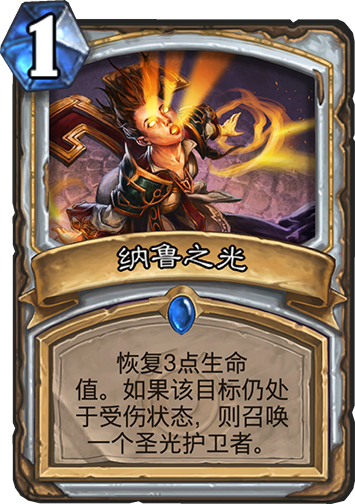 1
纳鲁之光
恢复3点生命
值。如果该目标仍处
于受伤状态，则召唤
一个圣光护卫者。